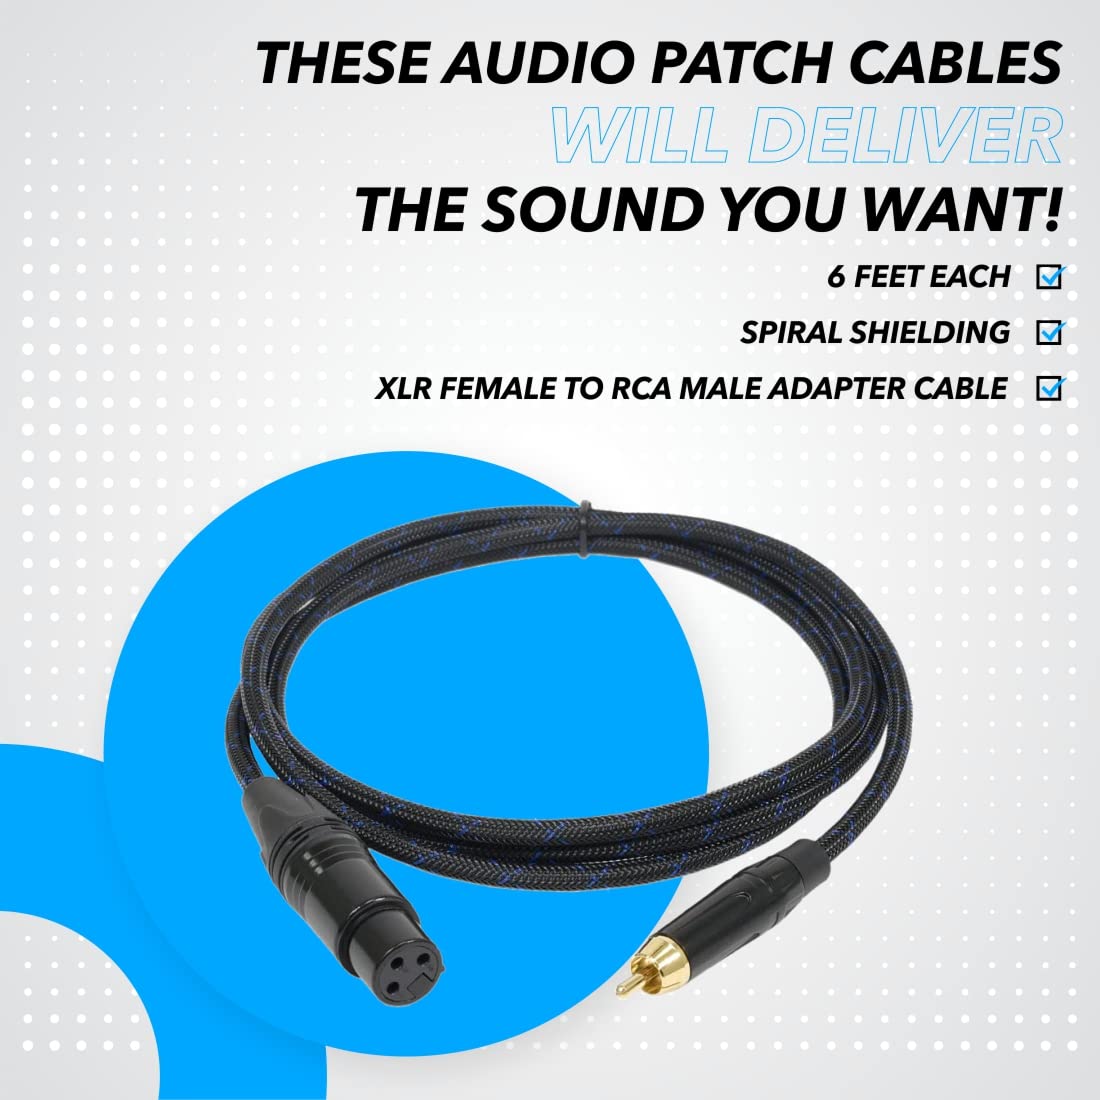 THESE AUDIO PATCH CABLES
WILL DELIVER
THE SOUND YOU WANT!
6 FEET EACH
SPIRAL SHIELDING
XLR FEMALE TO RCA MALE ADAPTER CABLE